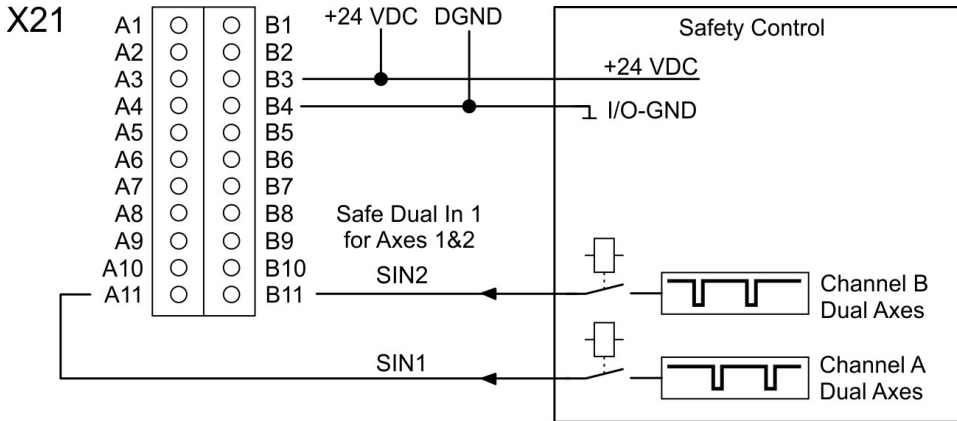 X21
+24 VDC DGND
Safety Control
A1 B1
A2 B2
A3 B3
+24 VDC
A4 B4
I/O-GND
A5 B5
A6 B6
A7 B7
A8 B8
Safe Dual In 1
for Axes 1&2
A9 B9
A10 B10
A11 B11
SIN2
Channel B
Dual Axes
SIN1
Channel A
Dual Axes